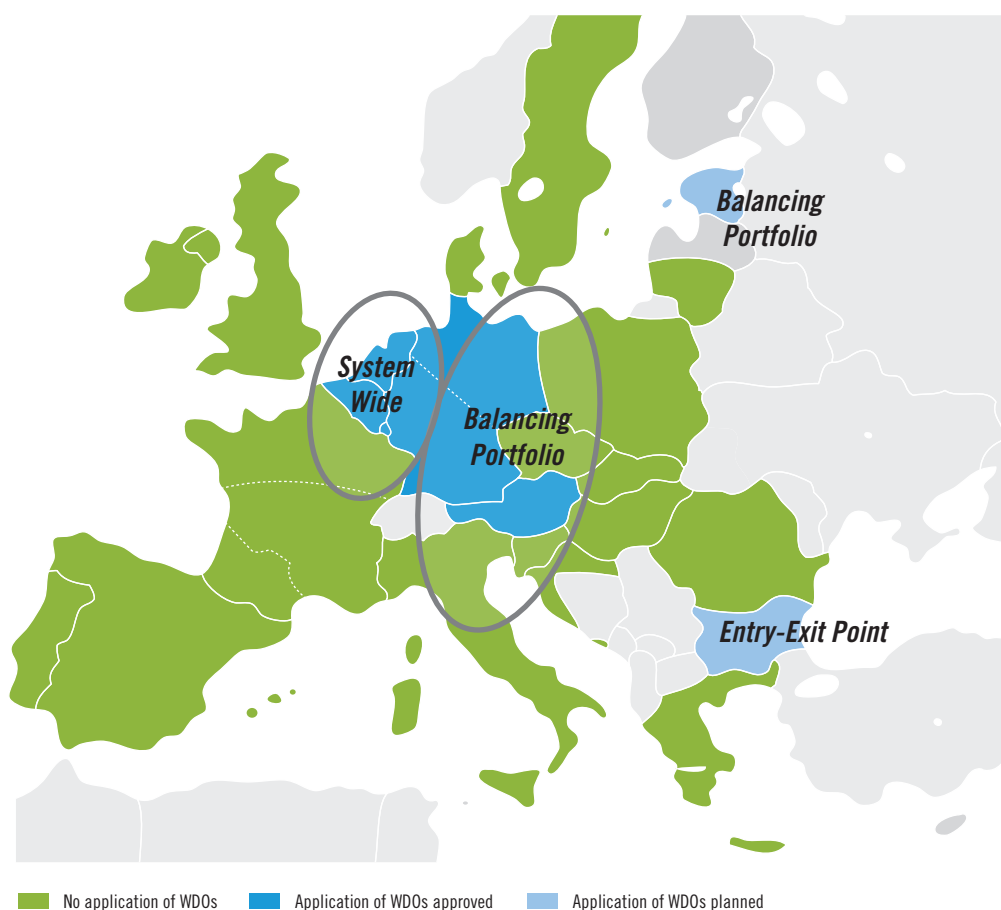 Balancing
Portfolio
System
Wide
Balancing
Portfolio
Entry-Exit Point
No application of WDOs
Application of WDOs approved
Application of WDOs planned